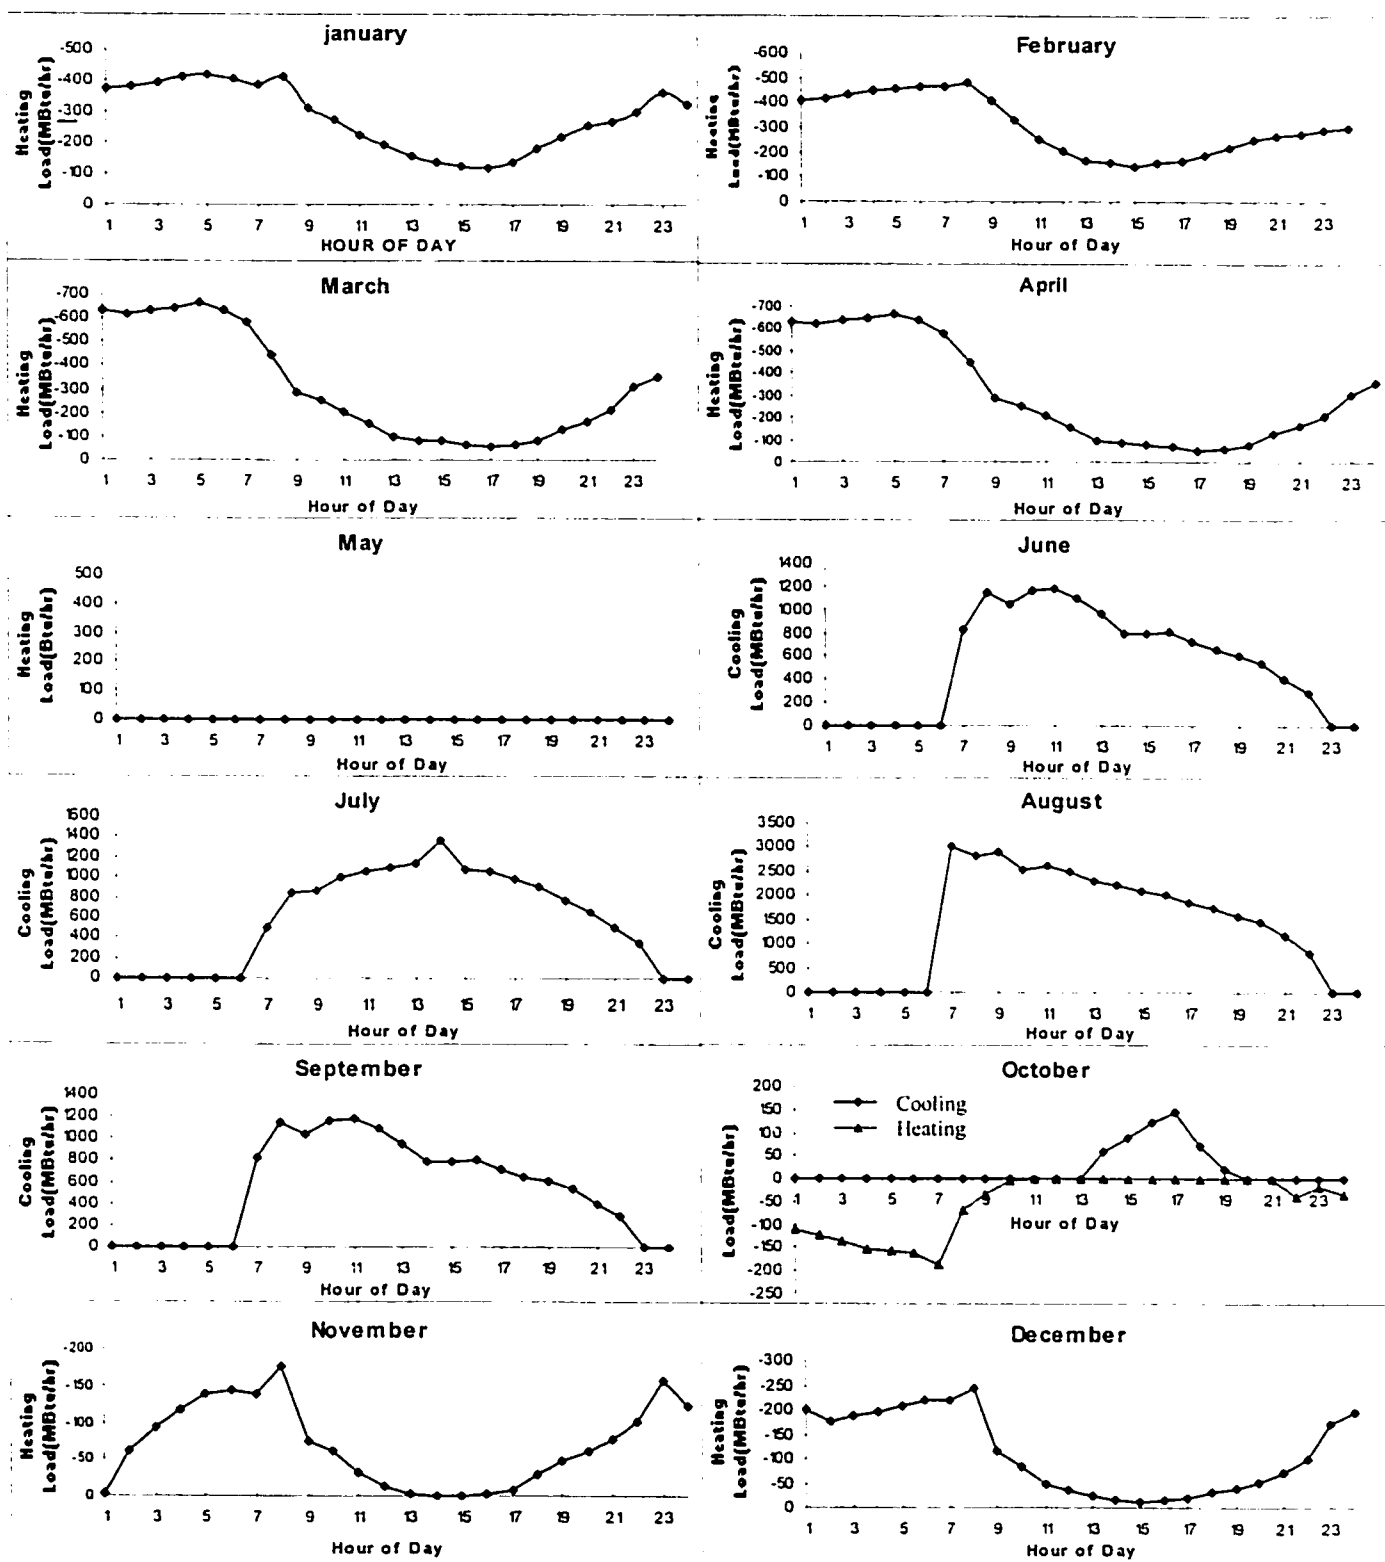 january
Heating
Load(MBtu/hr)
-500
-400
-300
-200
-100
0
1 3 5 7 9 11 13 15 17 19 21 23
HOUR OF DAY
February
Heating
Load(MBtu/hr)
-600
-500
-400
-300
-200
-100
0
1 3 5 7 9 11 13 15 17 19 21 23
Hour of Day
March
Heating
Load(MBtu/hr)
-700
-600
-500
-400
-300
-200
-100
0
1 3 5 7 9 11 13 15 17 19 21 23
Hour of Day
April
Heating
Load(MBtu/hr)
-700
-600
-500
-400
-300
-200
-100
0
1 3 5 7 9 11 13 15 17 19 21 23
Hour of Day
May
Heating
Load(Btu/hr)
500
400
300
200
100
0
1 3 5 7 9 11 13 15 17 19 21 23
Hour of Day
June
Cooling
Load(MBtu/hr)
1400
1200
1000
800
600
400
200
0
1 3 5 7 9 11 13 15 17 19 21 23
Hour of Day
July
Cooling
Load(MBtu/hr)
1600
1400
1200
1000
800
600
400
200
0
1 3 5 7 9 11 13 15 17 19 21 23
Hour of Day
August
Cooling
Load(MBtu/hr)
3500
3000
2500
2000
1500
1000
500
0
1 3 5 7 9 11 13 15 17 19 21 23
Hour of Day
September
Cooling
Load(MBtu/hr)
1400
1200
1000
800
600
400
200
0
1 3 5 7 9 11 13 15 17 19 21 23
Hour of Day
October
Load(MBtu/hr)
200
150
100
50
0
-50
-100
-150
-200
-250
Cooling
Heating
1 3 5 7 9 11 13 15 17 19 21 23
Hour of Day
November
Heating
Load(MBtu/hr)
-200
-150
-100
-50
0
1 3 5 7 9 11 13 15 17 19 21 23
Hour of Day
December
Heating
Load(MBtu/hr)
-300
-250
-200
-150
-100
-50
0
1 3 5 7 9 11 13 15 17 19 21 23
Hour of Day